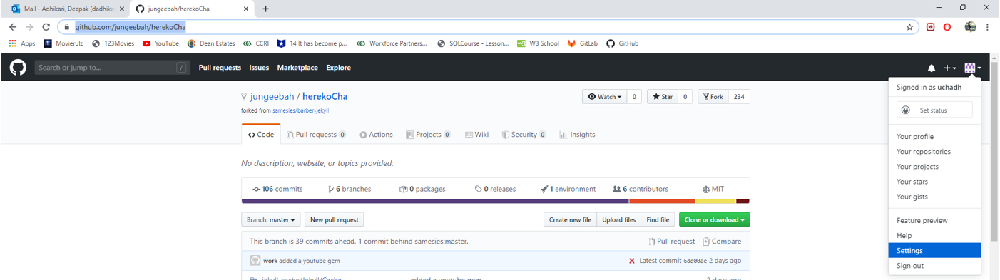 Mail - Adhikari, Deepak (dadhika
jungeebah/herekoCha
github.com/jungeebah/herekoCha
Apps Movierulz 123Movies YouTube Dean Estates CCRI 14 It has become p... Workforce Partners... SQLCourse - Lesson... W3 School GitLab GitHub
Search or jump to... / Pull requests Issues Marketplace Explore
Signed in as uchadh
Set status
Your profile
Your repositories
Your projects
Your stars
Your gists
Feature preview
Help
Settings
Sign out
jungeebah / herekoCha
Watch 0 Star 0 Fork 234
forked from samesies/barber-jekyll
Code Pull requests 0 Actions Projects 0 Wiki Security 0 Insights
No description, website, or topics provided.
106 commits 6 branches 0 packages 0 releases 1 environment 6 contributors MIT
Branch: master New pull request Create new file Upload files Find file Clone or download
This branch is 39 commits ahead, 1 commit behind samesies:master. Pull request Compare
work added a youtube gem Latest commit 6dd00ae 2 days ago
.jekyll-cache/Jekyll/Cache added a youtube gem 2 days ago